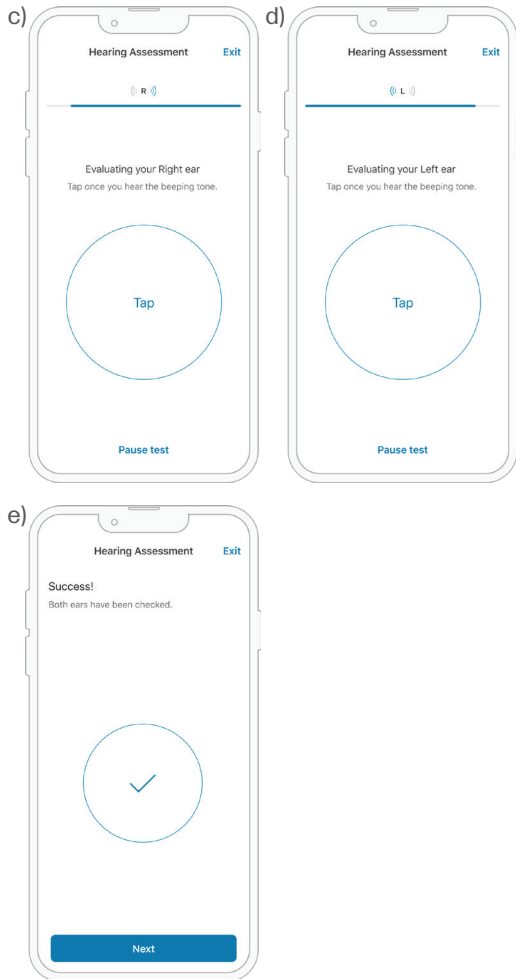 c)
Hearing Assessment Exit
R
Evaluating your Right ear
Tap once you hear the beeping tone.
Tap
Pause test
d)
Hearing Assessment Exit
L
Evaluating your Left ear
Tap once you hear the beeping tone.
Tap
Pause test
e)
Hearing Assessment Exit
Success!
Both ears have been checked.
Next